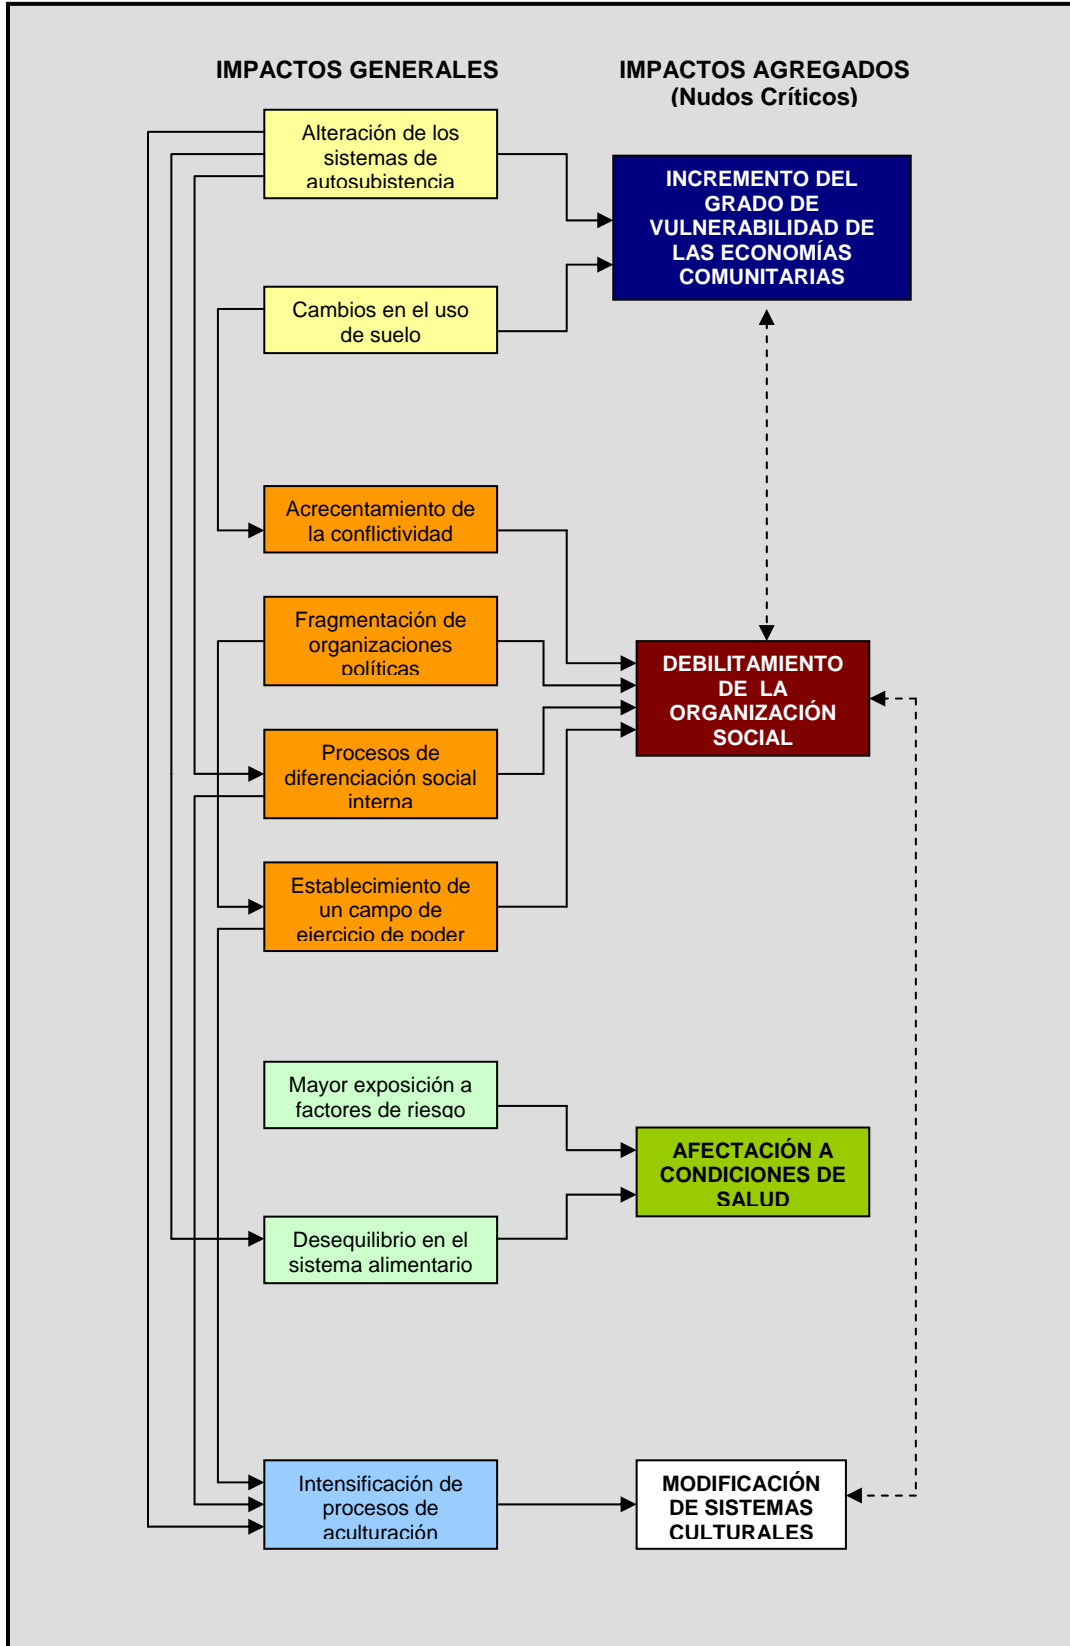 IMPACTOS GENERALES
IMPACTOS AGREGADOS
(Nudos Críticos)
Alteración de los
sistemas de
autosubistencia
INCREMENTO DEL
GRADO DE
VULNERABILIDAD DE
LAS ECONOMÍAS
COMUNITARIAS
Cambios en el uso
de suelo
Acrecentamiento de
la conflictividad
Fragmentación de
organizaciones
políticas
DEBILITAMIENTO
DE LA
ORGANIZACIÓN
SOCIAL
Procesos de
diferenciación social
interna
Establecimiento de
un campo de
ejercicio de poder
Mayor exposición a
factores de riesgo
AFECTACIÓN A
CONDICIONES DE
SALUD
Desequilibrio en el
sistema alimentario
Intensificación de
procesos de
aculturación
MODIFICACIÓN
DE SISTEMAS
CULTURALES